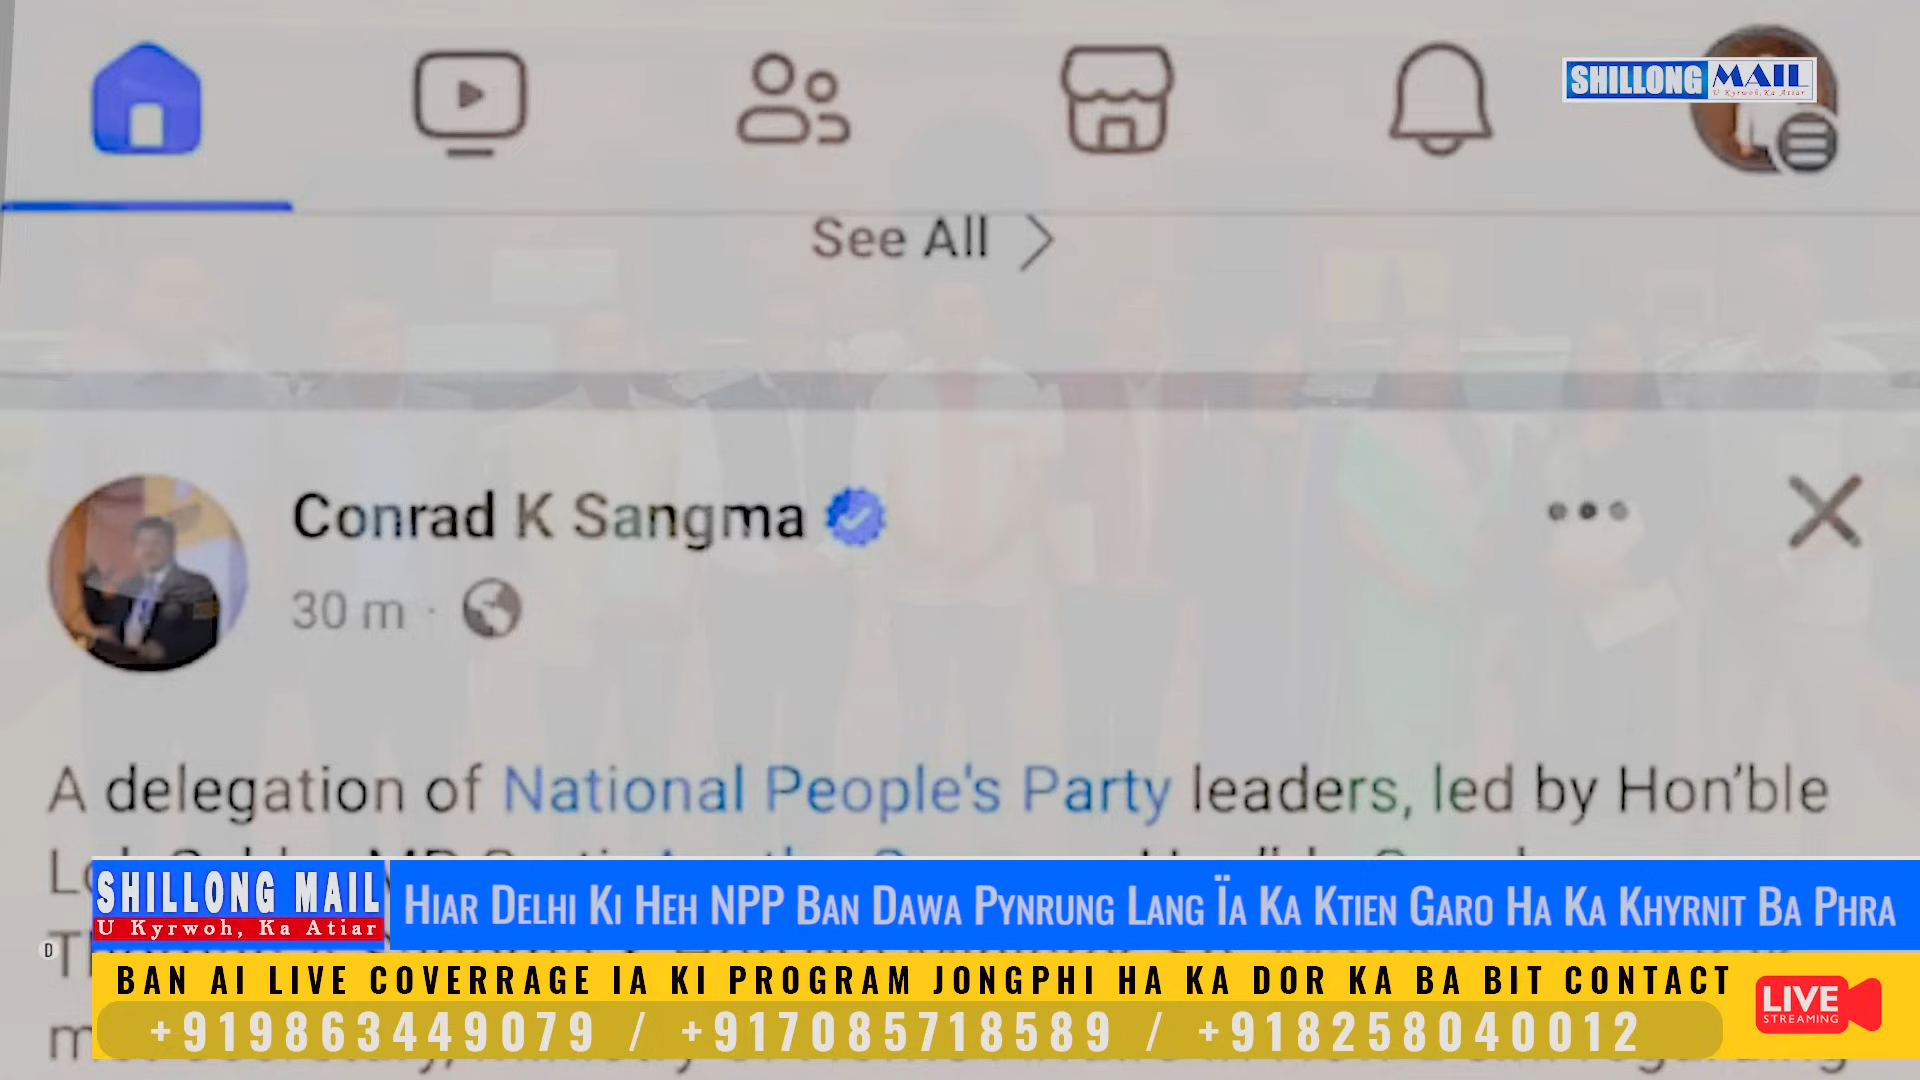 SHILLONG MAIL
U Kyrwoh, Ka Atiar
See All
Conrad K Sangma
30 m ·
A delegation of National People's Party leaders, led by Hon'ble
SHILLONG MAIL
U Kyrwoh, Ka Atiar
HIAR DELHI KI HEH NPP BAN DAWA PYNRUNG LANG ÏA KA KTIEN GARO HA KA KHYRNIT BA PHRA
D
BAN AI LIVE COVERRAGE IA KI PROGRAM JONGPHI HA KA DOR KA BA BIT CONTACT
+919863449079 / +917085718589 / +918258040012
LIVE
STREAMING